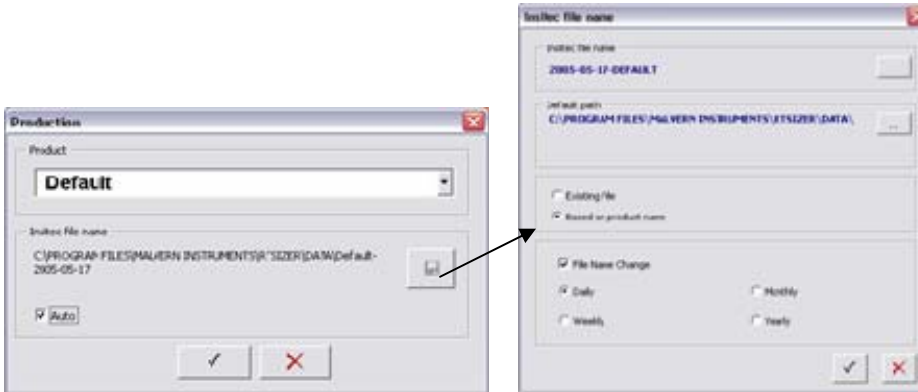 Production
Product
Default
Insitec file name
C:\PROGRAM FILES\MALVERN INSTRUMENTS\RTSIZER\DATA\Default-
2005-05-17
Auto
Insitec file name
Insitec file name
2005-05-17-DEFAULT
Default path
C:\PROGRAM FILES\MALVERN INSTRUMENTS\RTSIZER\DATA\
...
Existing file
Based on product name
File Name Change
Daily
Monthly
Weekly
Yearly